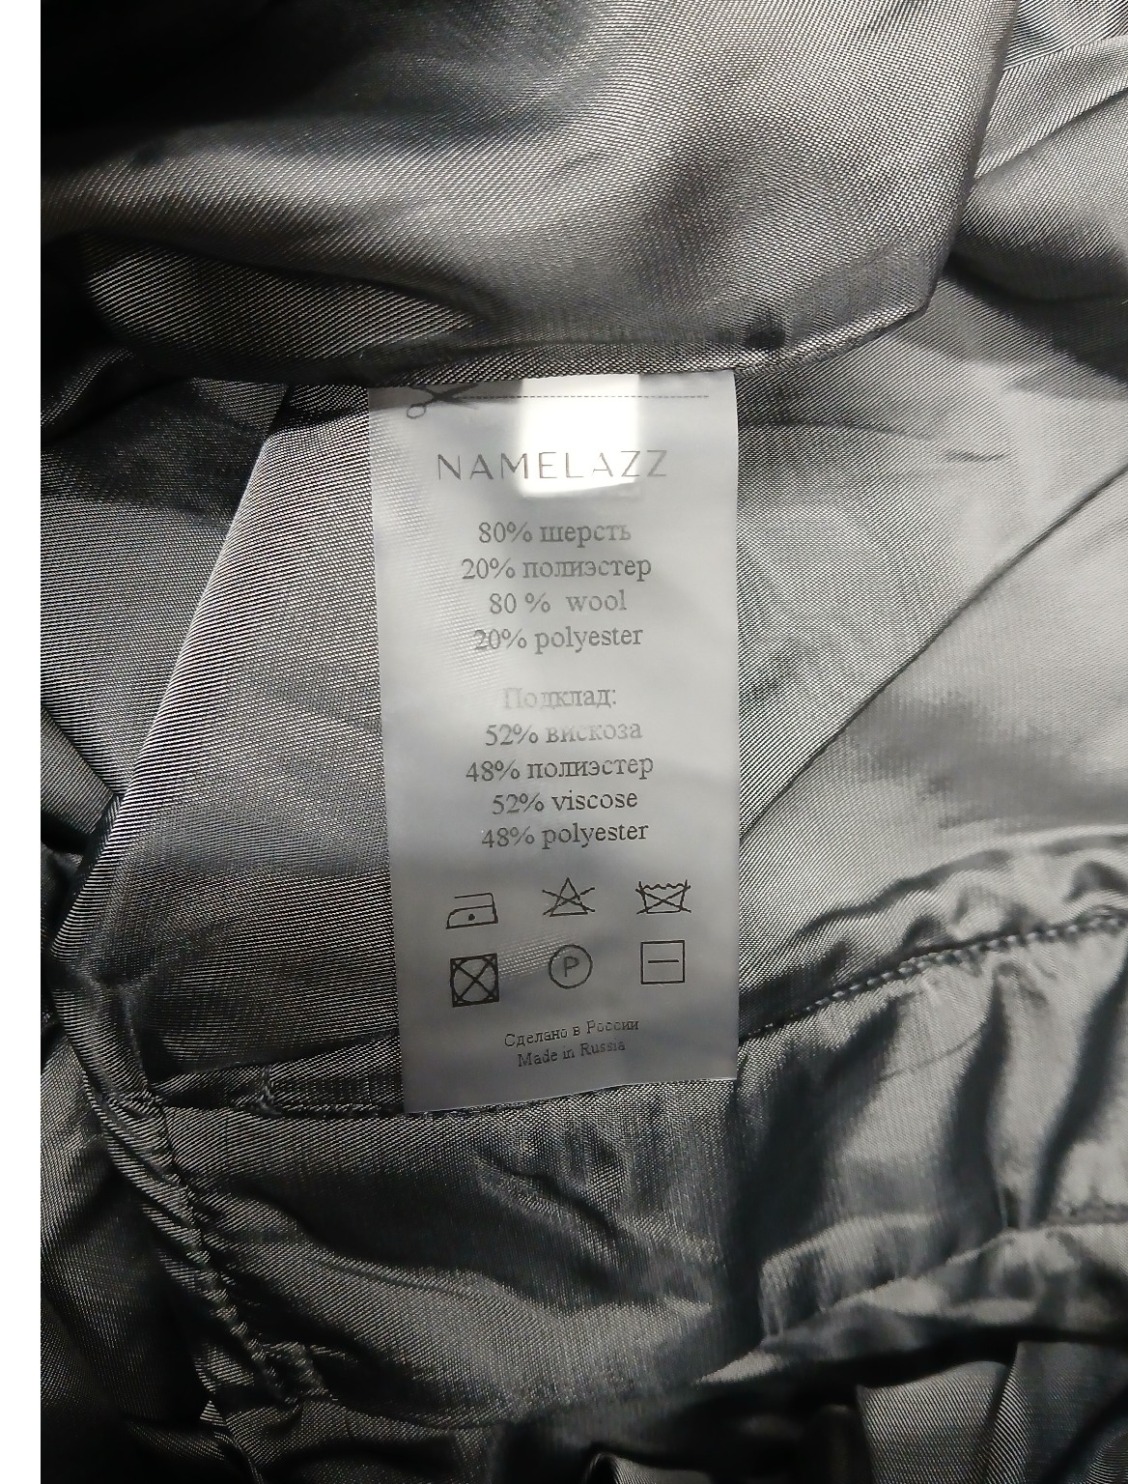 NAMELAZZ
80% шерсть
20% полиэстер
80 % wool
20% polyester
Подклад:
52% вискоза
48% полиэстер
52% viscose
48% polyester
P
Сделано в России
Made in Russia